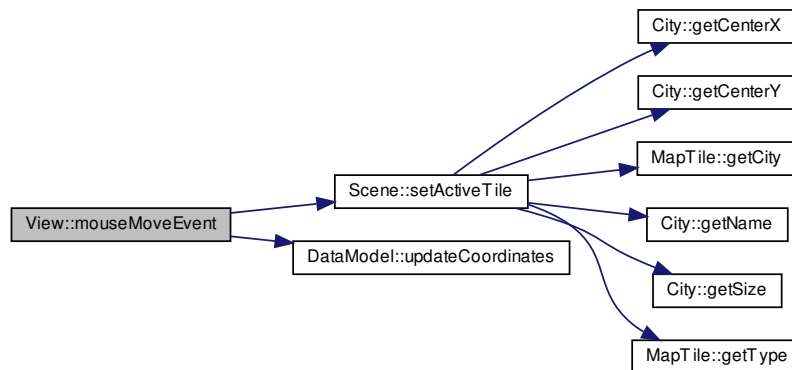 City::getCenterX
City::getCenterY
MapTile::getCity
Scene::setActiveTile
View::mouseMoveEvent
City::getName
DataModel::updateCoordinates
City::getSize
MapTile::getType